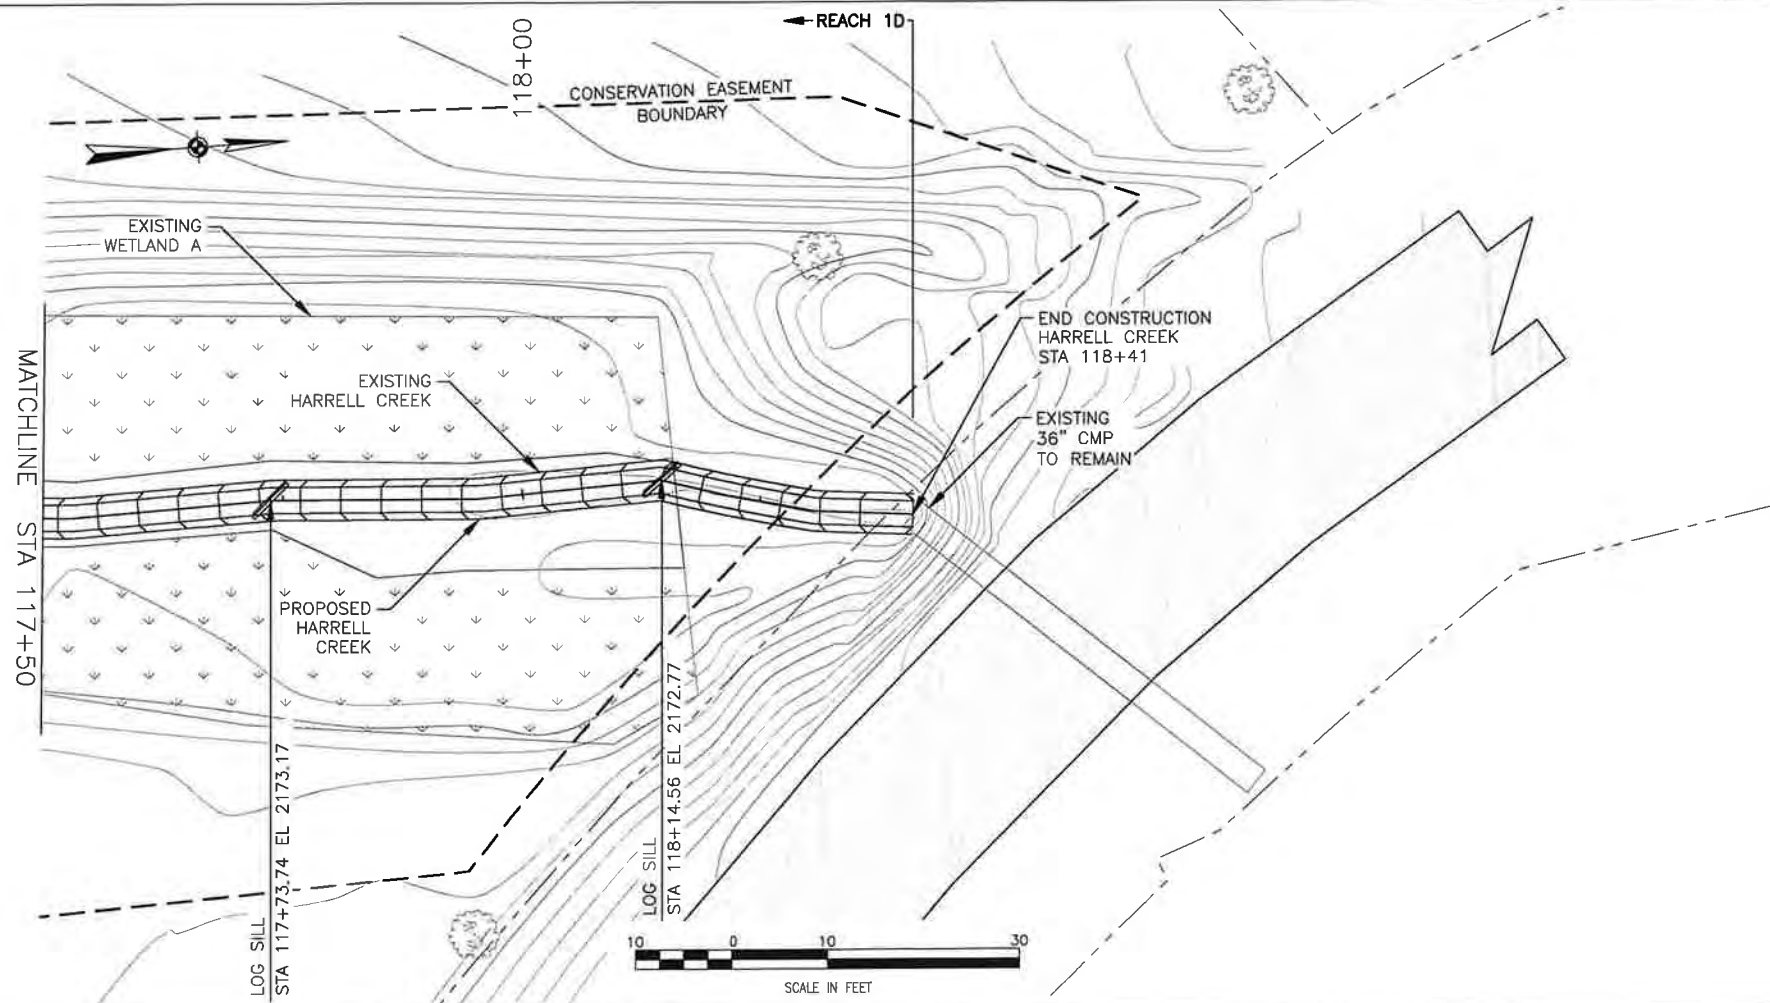 REACH 1D
118+00
CONSERVATION EASEMENT
BOUNDARY
EXISTING
WETLAND A
END CONSTRUCTION
HARRELL CREEK
STA 118+41
EXISTING
HARRELL CREEK
EXISTING
36" CMP
TO REMAIN
MATCHLINE STA 117+50
PROPOSED
HARRELL
CREEK
LOG SILL
STA 117+73.74 EL 2173.17
LOG SILL
STA 118+14.56 EL 2172.77
10 0 10 30
SCALE IN FEET